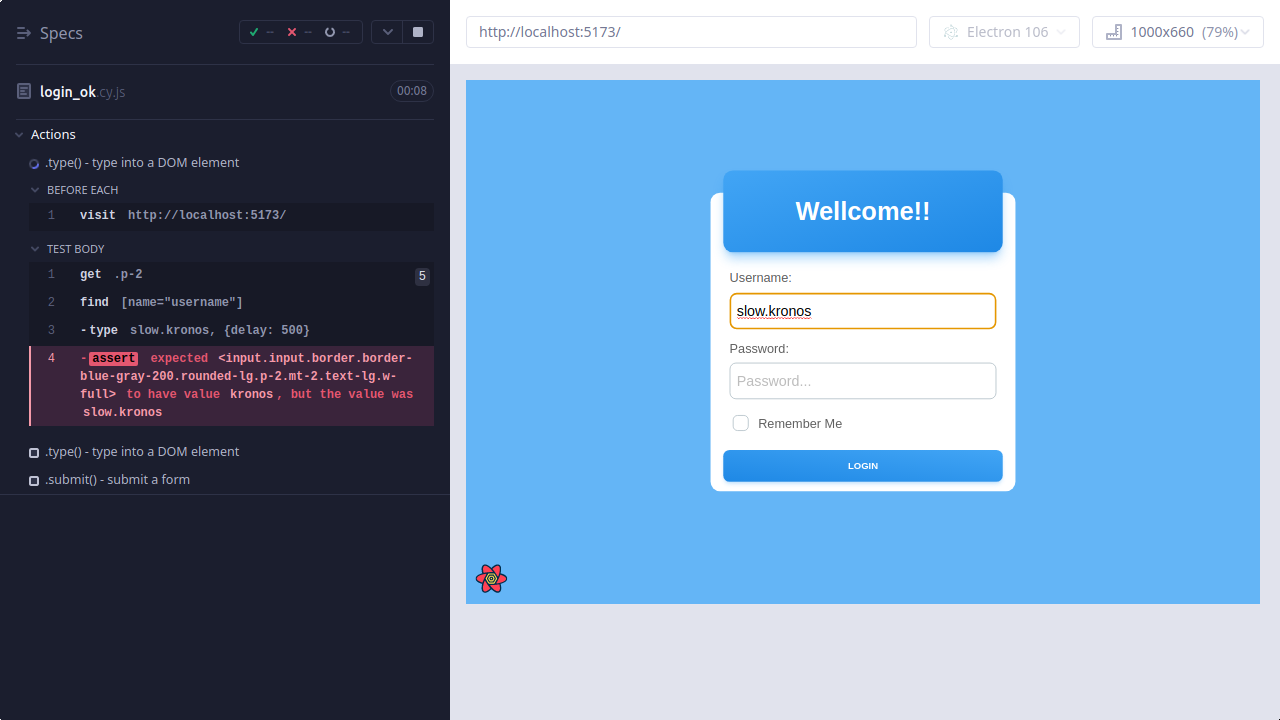 Specs
--
--
--
http://localhost:5173/
Electron 106
1000x660 (79%)
login_ok.cy.js
00:08
Actions
.type() - type into a DOM element
BEFORE EACH
1 visit http://localhost:5173/
TEST BODY
1 get .p-2 5
2 find [name="username"]
3 -type slow.kronos, {delay: 500}
4 -assert expected <input.input.border.border-
blue-gray-200.rounded-lg.p-2.mt-2.text-lg.w-
full> to have value kronos, but the value was
slow.kronos
.type() - type into a DOM element
.submit() - submit a form
Wellcome!!
Username:
slow.kronos
Password:
Password...
Remember Me
LOGIN